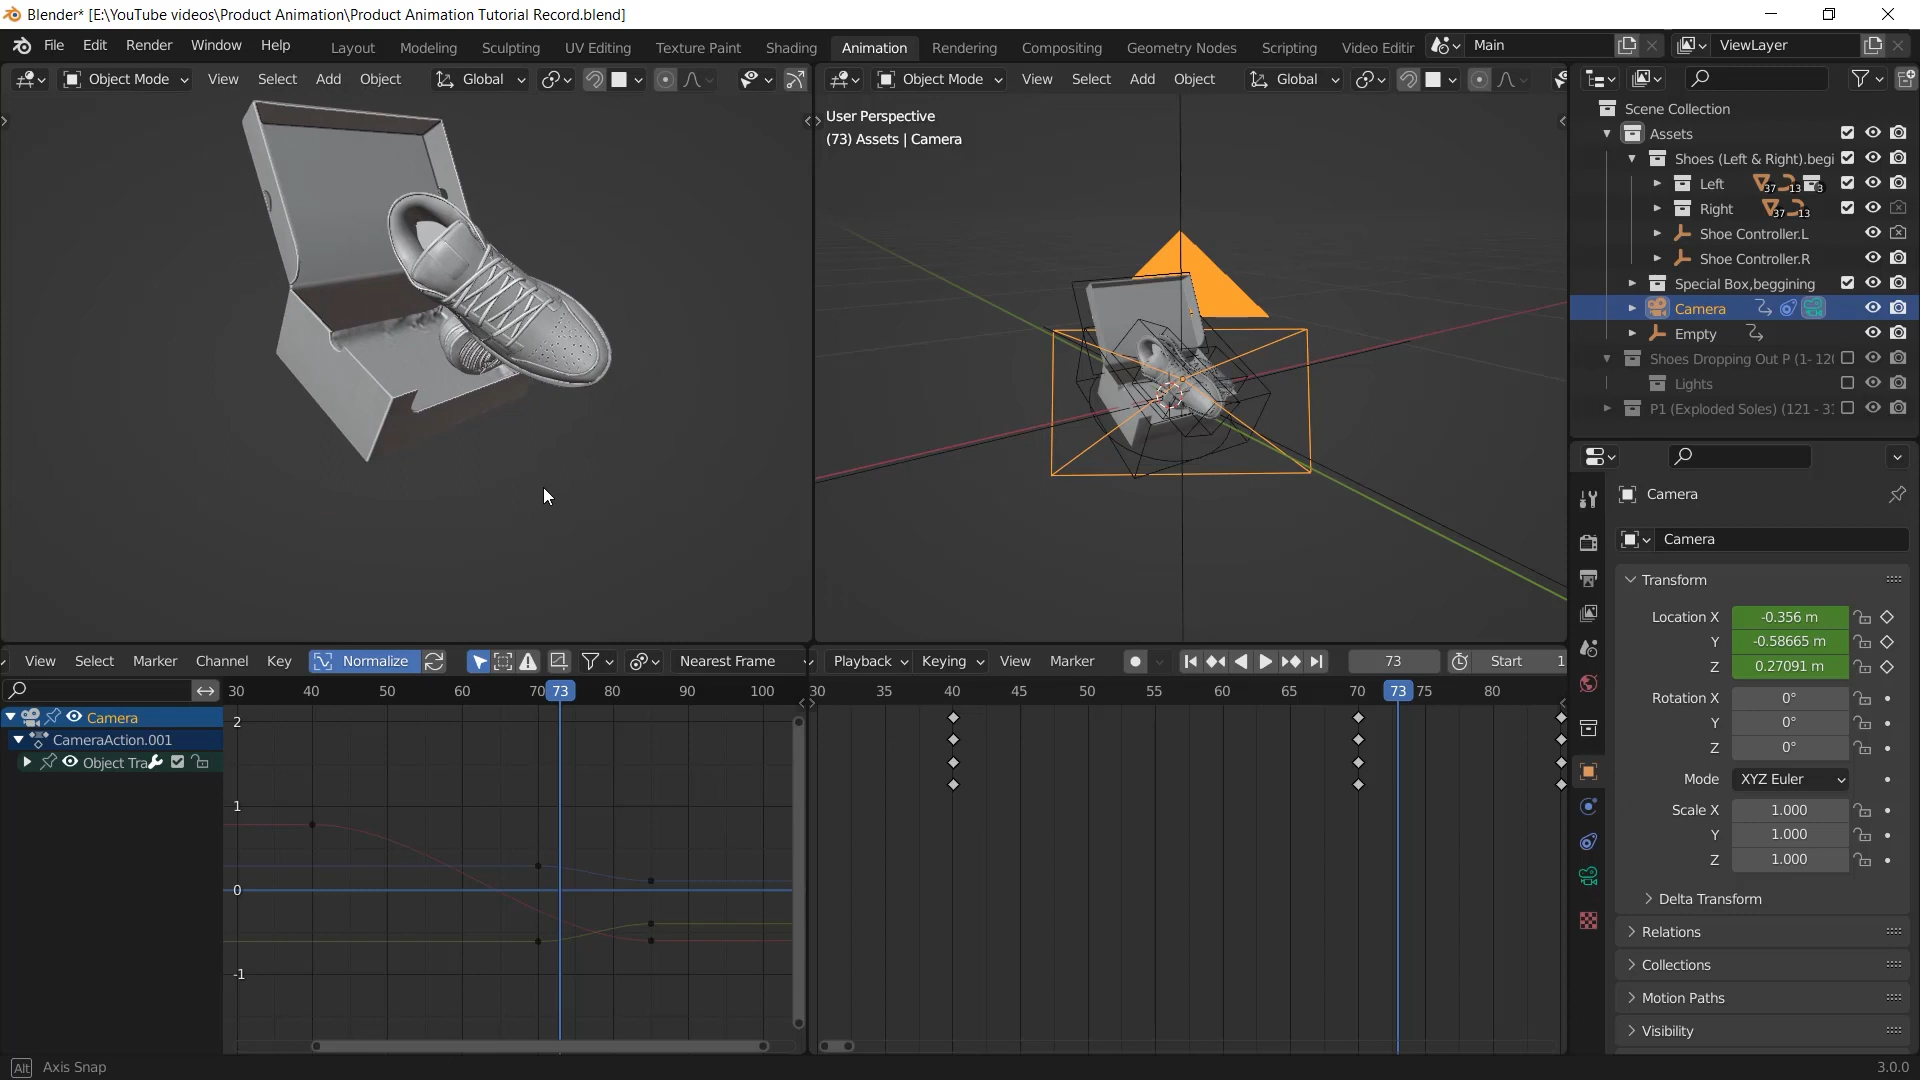 Blender* [E:\YouTube videos\Product Animation\Product Animation Tutorial Record.blend]
File Edit Render Window Help Layout Modeling Sculpting UV Editing Texture Paint Shading Animation Rendering Compositing Geometry Nodes Scripting Video Editir Main ViewLayer
Object Mode View Select Add Object Global Object Mode View Select Add Object Global
User Perspective
(73) Assets | Camera
Scene Collection
Assets
Shoes (Left & Right).begi
Left 37 13 3
Right 37 13
Shoe Controller.L
Shoe Controller.R
Special Box,beggining
Camera
Empty
Shoes Dropping Out P (1- 12(
Lights
P1 (Exploded Soles) (121 - 3:
Camera
Camera
Transform
Location X -0.356 m
Y -0.58665 m
Z 0.27091 m
Rotation X 0°
Y 0°
Z 0°
Mode XYZ Euler
Scale X 1.000
Y 1.000
Z 1.000
Delta Transform
Relations
Collections
Motion Paths
Visibility
View Select Marker Channel Key Normalize Nearest Frame Playback Keying View Marker 73 Start 1
30 40 50 60 70 73 80 90 100 30 35 40 45 50 55 60 65 70 73 75 80
Camera
CameraAction.001
Object Tra
2
1
0
-1
Alt Axis Snap 3.0.0